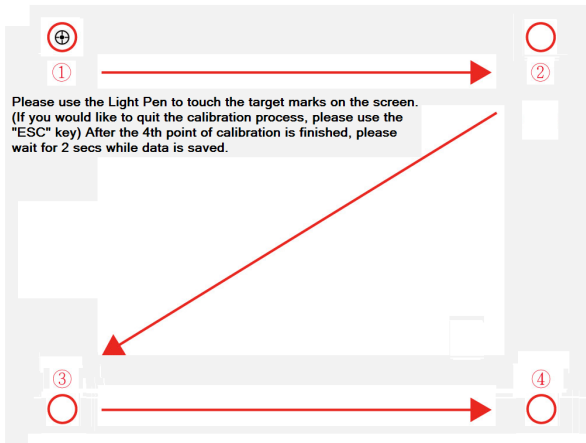 ① ②
Please use the Light Pen to touch the target marks on the screen.
(If you would like to quit the calibration process, please use the
"ESC" key) After the 4th point of calibration is finished, please
wait for 2 secs while data is saved.
③ ④